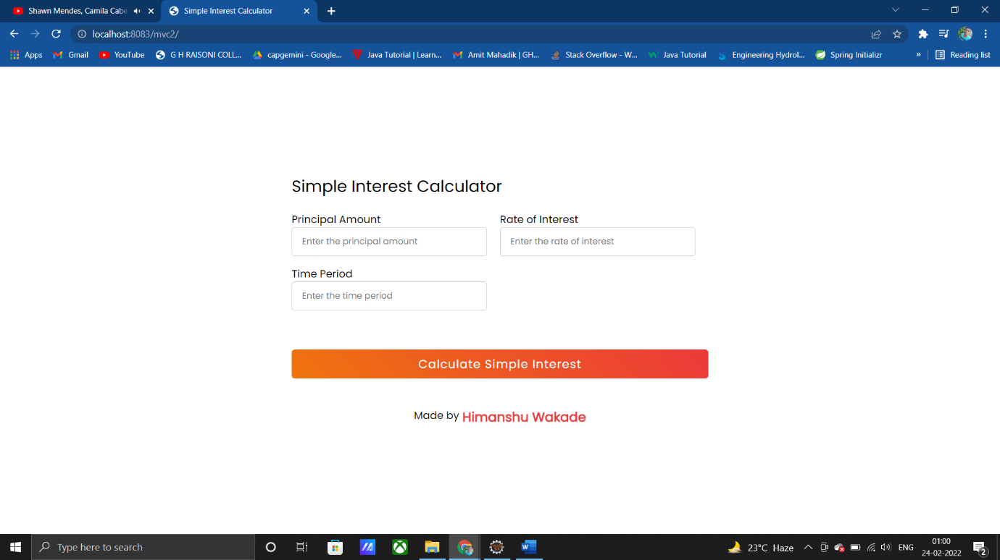 Shawn Mendes, Camila Cabe
Simple Interest Calculator
localhost:8083/mvc2/
Apps Gmail YouTube G H RAISONI COLL... capgemini - Google... Java Tutorial | Learn... Amit Mahadik | GH... Stack Overflow - W... Java Tutorial Engineering Hydrol... Spring Initializr » Reading list
Simple Interest Calculator
Principal Amount Rate of Interest
Enter the principal amount Enter the rate of interest
Time Period
Enter the time period
Calculate Simple Interest
Made by Himanshu Wakade
Type here to search
23°C Haze
ENG
01:00
24-02-2022
2